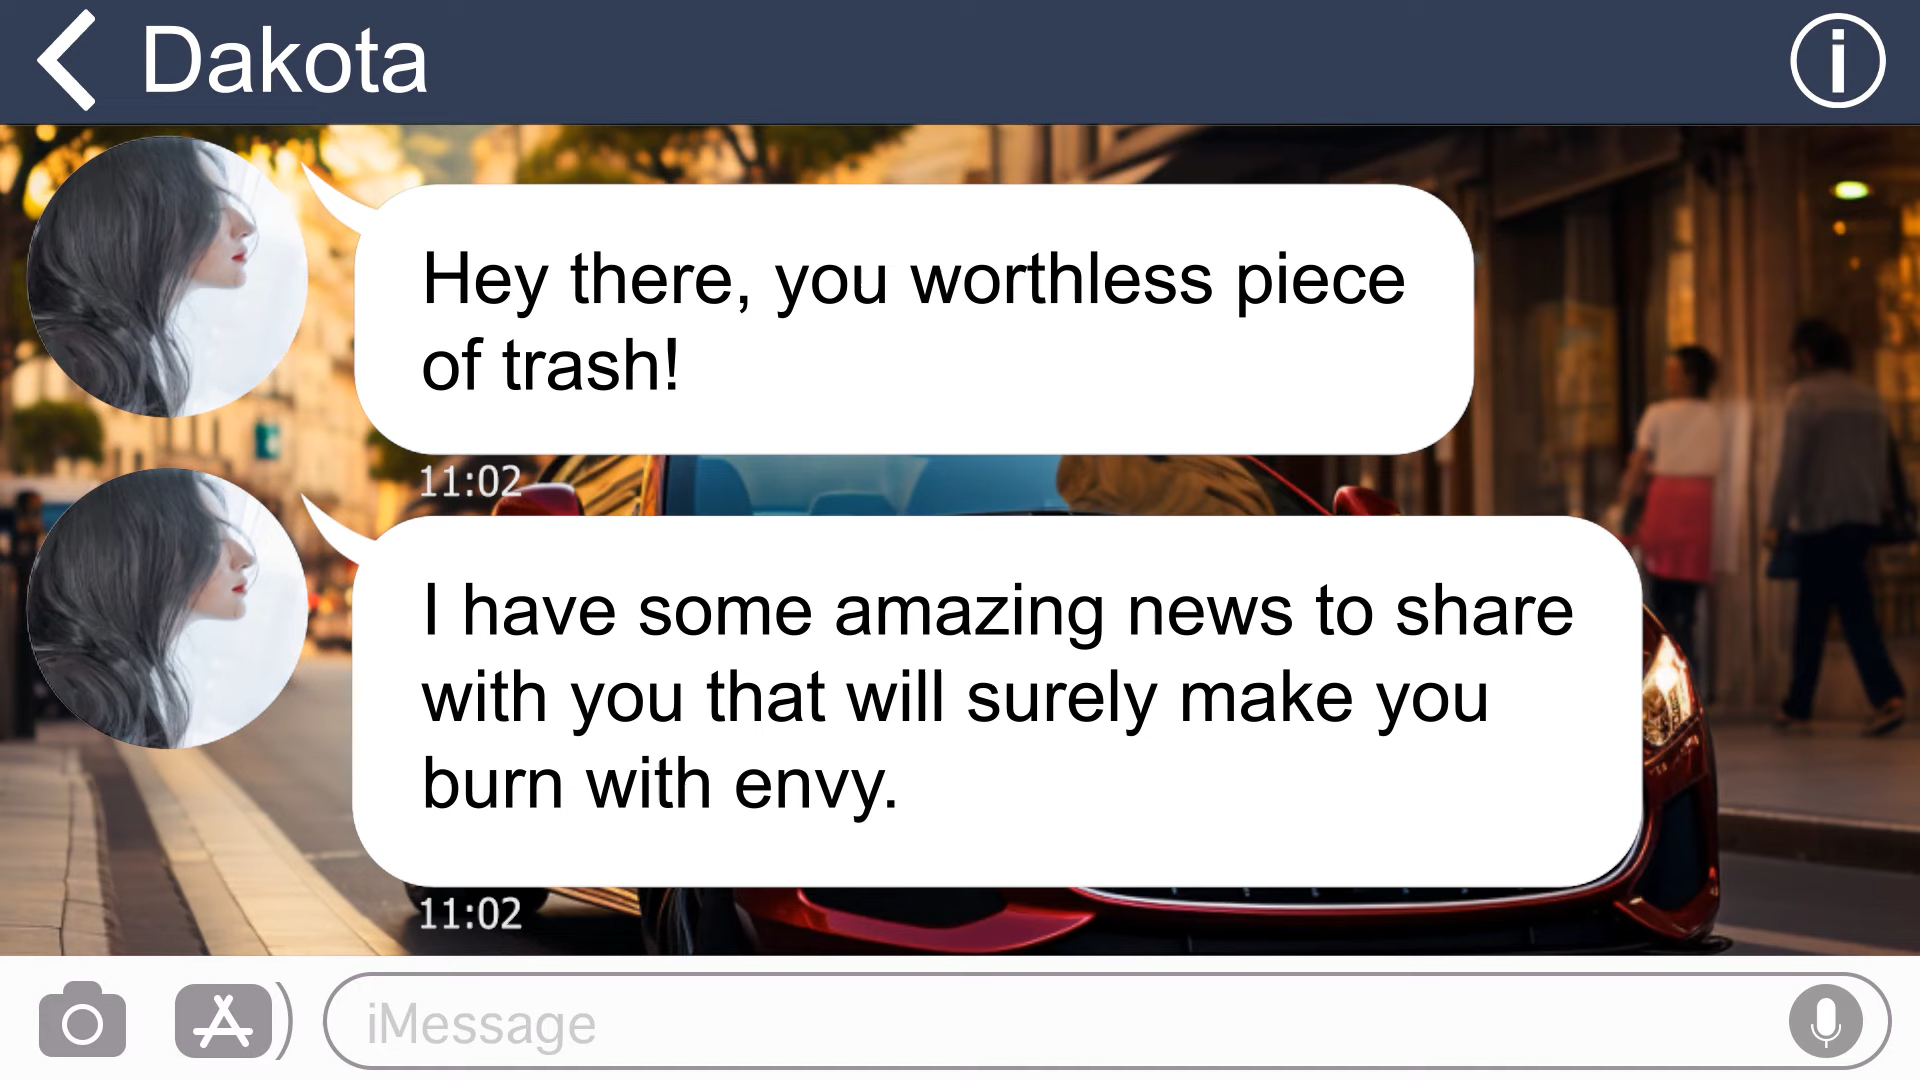 Dakota
Hey there, you worthless piece
of trash!
11:02
I have some amazing news to share
with you that will surely make you
burn with envy.
11:02
iMessage